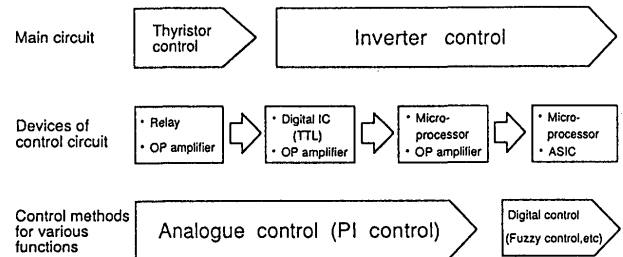 Main circuit
Thyristor
control
Inverter control
Devices of
control circuit
• Relay
• OP amplifier
• Digital IC
(TTL)
• OP amplifier
• Micro-
processor
• OP amplifier
• Micro-
processor
• ASIC
Control methods
for various
functions
Analogue control (PI control)
Digital control
(Fuzzy control,etc)